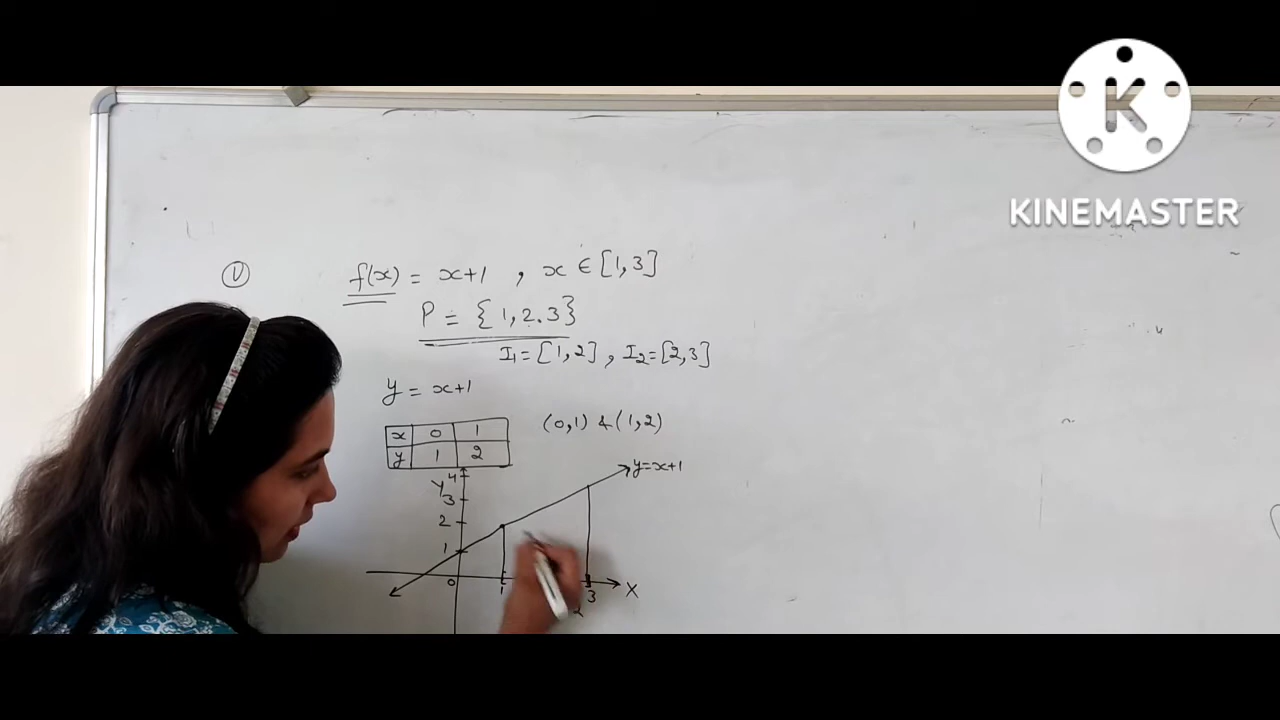 K
KINEMASTER
f(x) = x+1 , x ∈ [1,3]
P = {1,2.3}
I1 = [1,2] , I2 = [2,3]
y = x+1
x 0 1
y 1 2
(0,1) & (1,2)
Y 4
3
2
1
y=x+1
0 1 3 X
2